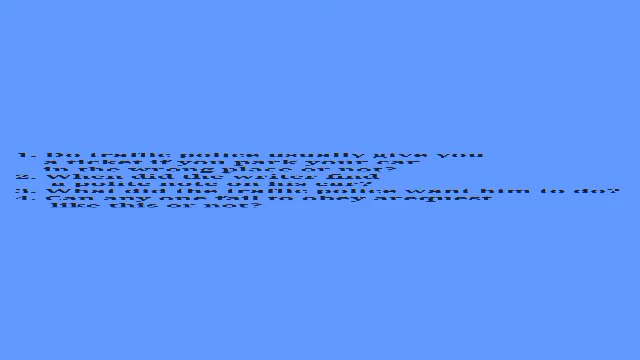 1. Do traffic police usually give you
a ticket if you park your car
in the wrong place or not?
2. When did the writer find
a polite note on his car?
3. What did the traffic police want him to do?
4. Can any one fail to obey arequest
like this or not?